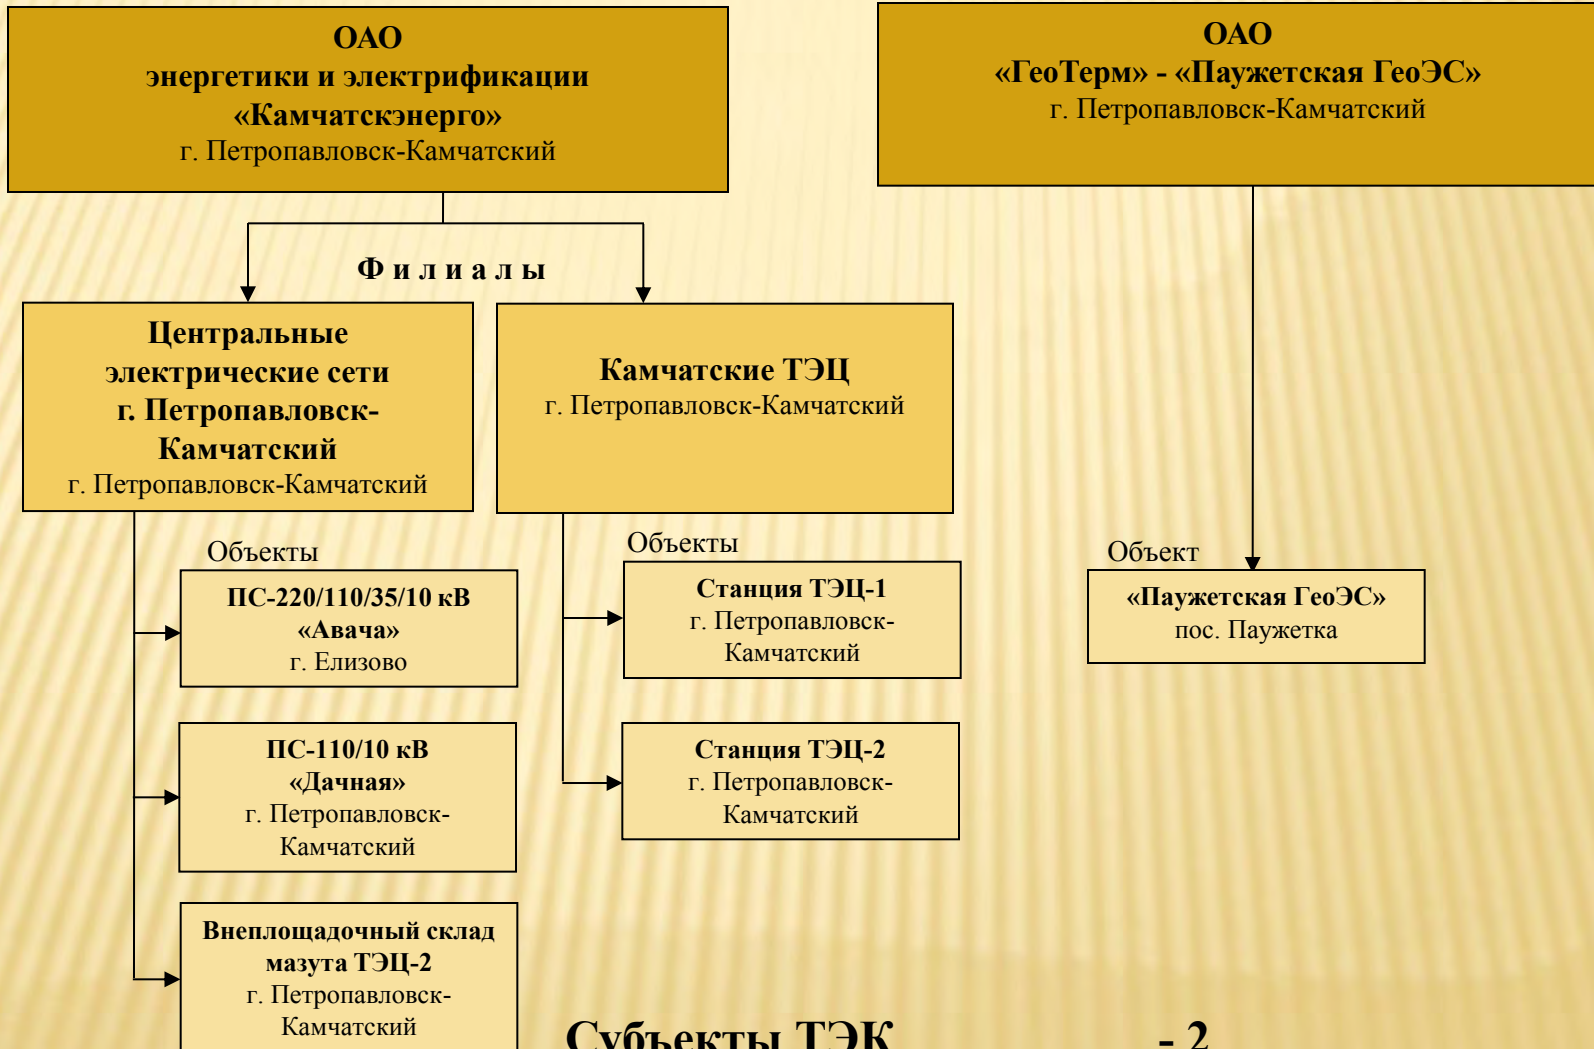 ОАО
энергетики и электрификации
«Камчатскэнерго»
г. Петропавловск-Камчатский
ОАО
«ГеоТерм» - «Паужетская ГеоЭС»
г. Петропавловск-Камчатский
Ф и л и а л ы
Центральные
электрические сети
г. Петропавловск-
Камчатский
г. Петропавловск-Камчатский
Камчатские ТЭЦ
г. Петропавловск-Камчатский
Объекты
ПС-220/110/35/10 кВ
«Авача»
г. Елизово
ПС-110/10 кВ
«Дачная»
г. Петропавловск-
Камчатский
Внеплощадочный склад
мазута ТЭЦ-2
г. Петропавловск-
Камчатский
Объекты
Станция ТЭЦ-1
г. Петропавловск-
Камчатский
Станция ТЭЦ-2
г. Петропавловск-
Камчатский
Объект
«Паужетская ГеоЭС»
пос. Паужетка
Субъекты ТЭК - 2